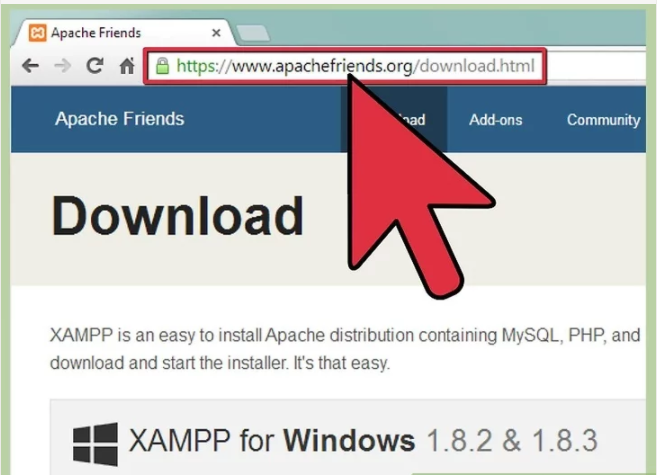 Apache Friends
https://www.apachefriends.org/download.html
Apache Friends
Add-ons
Community
Download
XAMPP is an easy to install Apache distribution containing MySQL, PHP, and
download and start the installer. It's that easy.
XAMPP for Windows 1.8.2 & 1.8.3